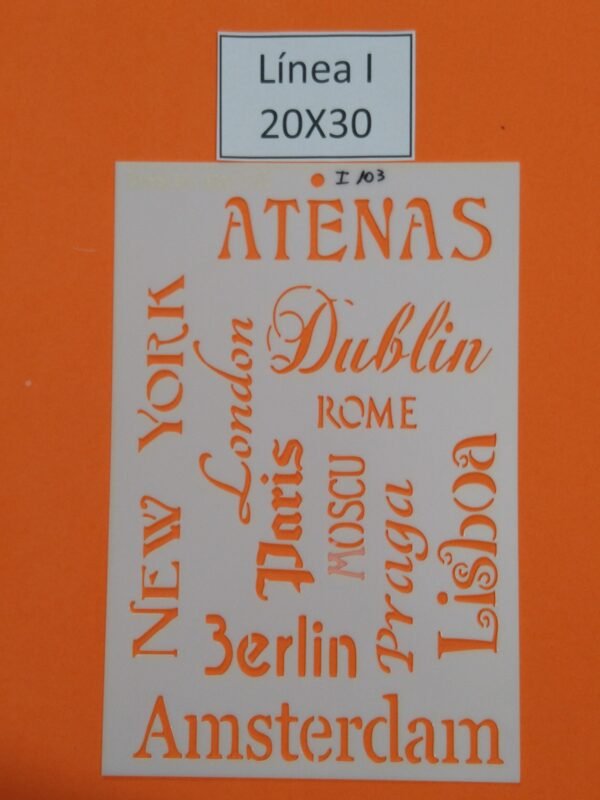 Línea I
20X30
I 103
ATENAS
Dublin
NEW YORK
London
ROME
Paris
MOSCU
Praga
Lisboa
Berlin
Amsterdam